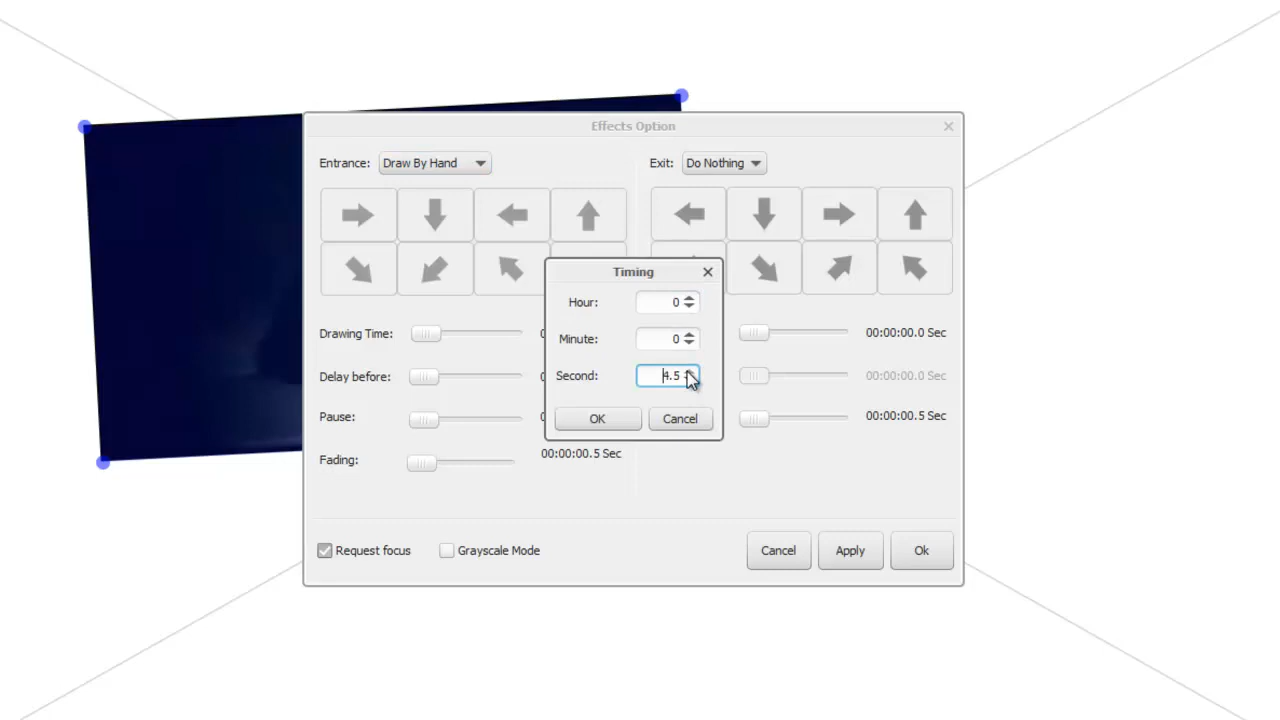 Effects Option
Entrance: Draw By Hand Exit: Do Nothing
Timing
Hour: 0
Drawing Time: Minute: 0 00:00:00.0 Sec
Delay before: Second: 4.5 00:00:00.0 Sec
Pause: OK Cancel 00:00:00.5 Sec
Fading: 00:00:00.5 Sec
Request focus Grayscale Mode Cancel Apply Ok